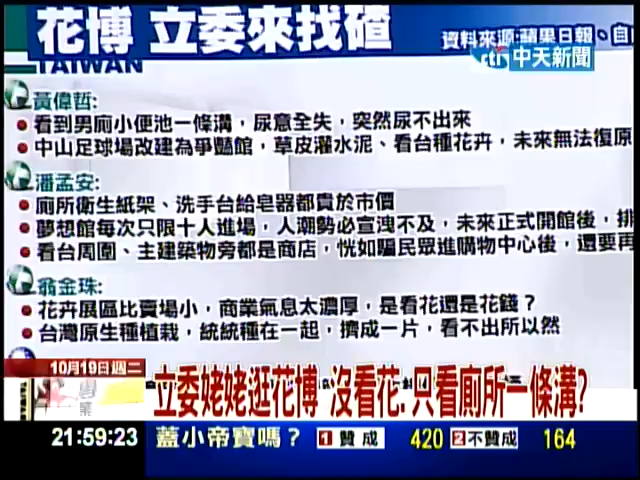 花博 立委來找碴
資料來源:蘋果日報、自
cti 中天新聞
TAIWAN
黃偉哲:
看到男廁小便池一條溝，尿意全失，突然尿不出來
中山足球場改建為爭豔館，草皮灌水泥、看台種花卉，未來無法復原
潘孟安:
廁所衛生紙架、洗手台給皂器都貴於市價
夢想館每次只限十人進場，人潮勢必宣洩不及，未來正式開館後，排
看台周圍、主建築物旁都是商店，恍如騙民眾進購物中心後，還要再
翁金珠:
花卉展區比賣場小，商業氣息太濃厚，是看花還是花錢？
台灣原生種植栽，統統種在一起，擠成一片，看不出所以然
10月19日週二
立委姥姥逛花博 沒看花.只看廁所一條溝?
21:59:23 蓋小帝寶嗎？ 1 贊成 420 2 不贊成 164